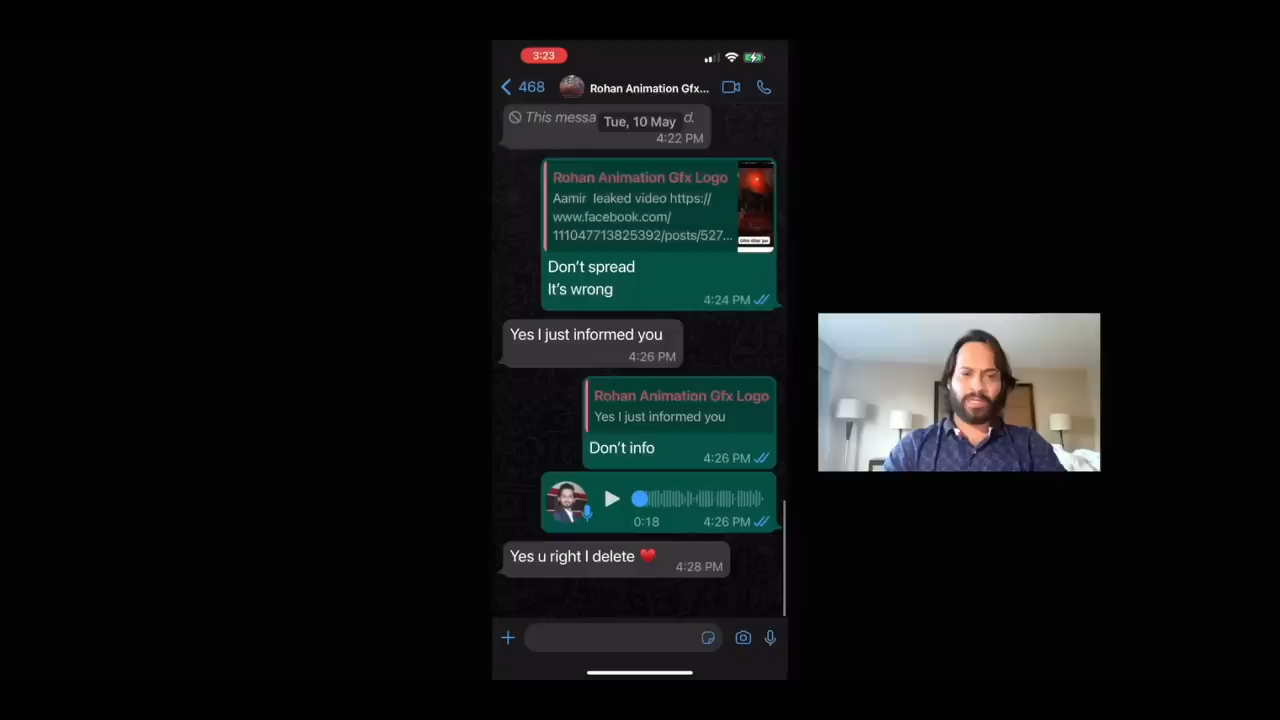 3:23
468
Rohan Animation Gfx...
This messa
Tue, 10 May
d.
4:22 PM
Rohan Animation Gfx Logo
Aamir leaked video https://
www.facebook.com/
111047713825392/posts/527...
Don't spread
It's wrong
4:24 PM
Yes I just informed you
4:26 PM
Rohan Animation Gfx Logo
Yes I just informed you
Don't info
4:26 PM
0:18
4:26 PM
Yes u right I delete ❤️
4:28 PM